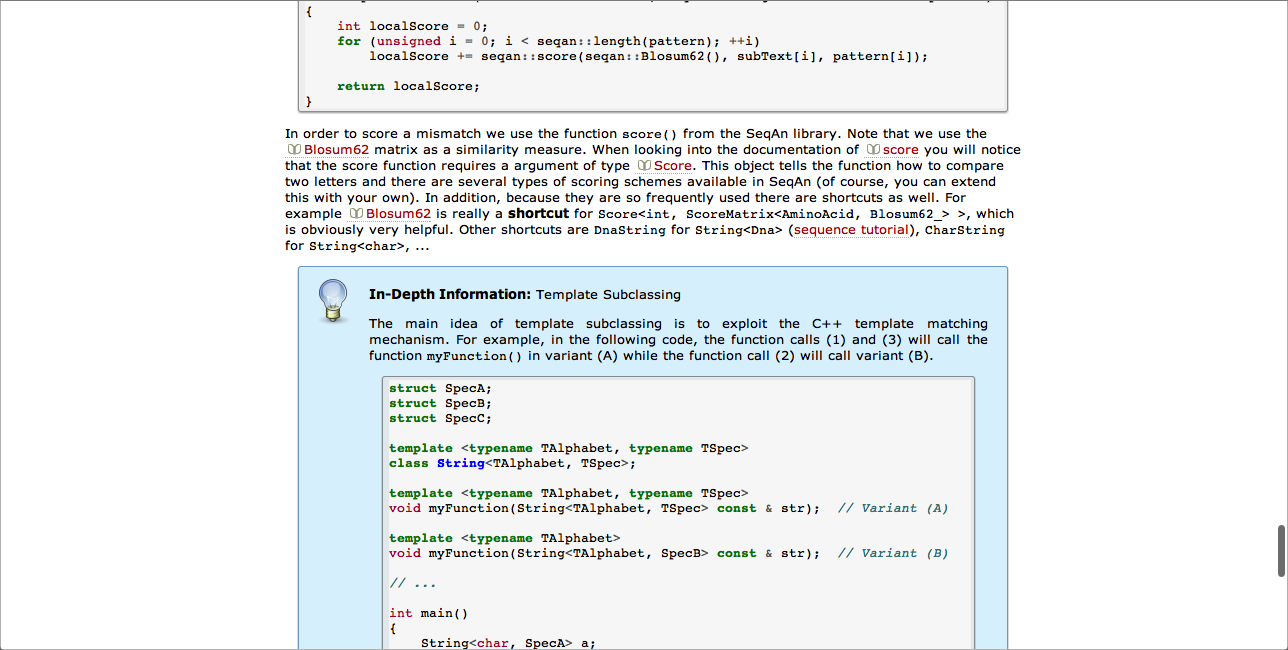 {
int localScore = 0;
for (unsigned i = 0; i < seqan::length(pattern); ++i)
localScore += seqan::score(seqan::Blosum62(), subText[i], pattern[i]);
return localScore;
}
In order to score a mismatch we use the function score() from the SeqAn library. Note that we use the
Blosum62 matrix as a similarity measure. When looking into the documentation of score you will notice
that the score function requires a argument of type Score. This object tells the function how to compare
two letters and there are several types of scoring schemes available in SeqAn (of course, you can extend
this with your own). In addition, because they are so frequently used there are shortcuts as well. For
example Blosum62 is really a shortcut for Score<int, ScoreMatrix<AminoAcid, Blosum62_> >, which
is obviously very helpful. Other shortcuts are DnaString for String<Dna> (sequence tutorial), CharString
for String<char>, ...
In-Depth Information: Template Subclassing
The main idea of template subclassing is to exploit the C++ template matching
mechanism. For example, in the following code, the function calls (1) and (3) will call the
function myFunction() in variant (A) while the function call (2) will call variant (B).
struct SpecA;
struct SpecB;
struct SpecC;
template <typename TAlphabet, typename TSpec>
class String<TAlphabet, TSpec>;
template <typename TAlphabet, typename TSpec>
void myFunction(String<TAlphabet, TSpec> const & str);  // Variant (A)
template <typename TAlphabet>
void myFunction(String<TAlphabet, SpecB> const & str);  // Variant (B)
// ...
int main()
{
String<char, SpecA> a;